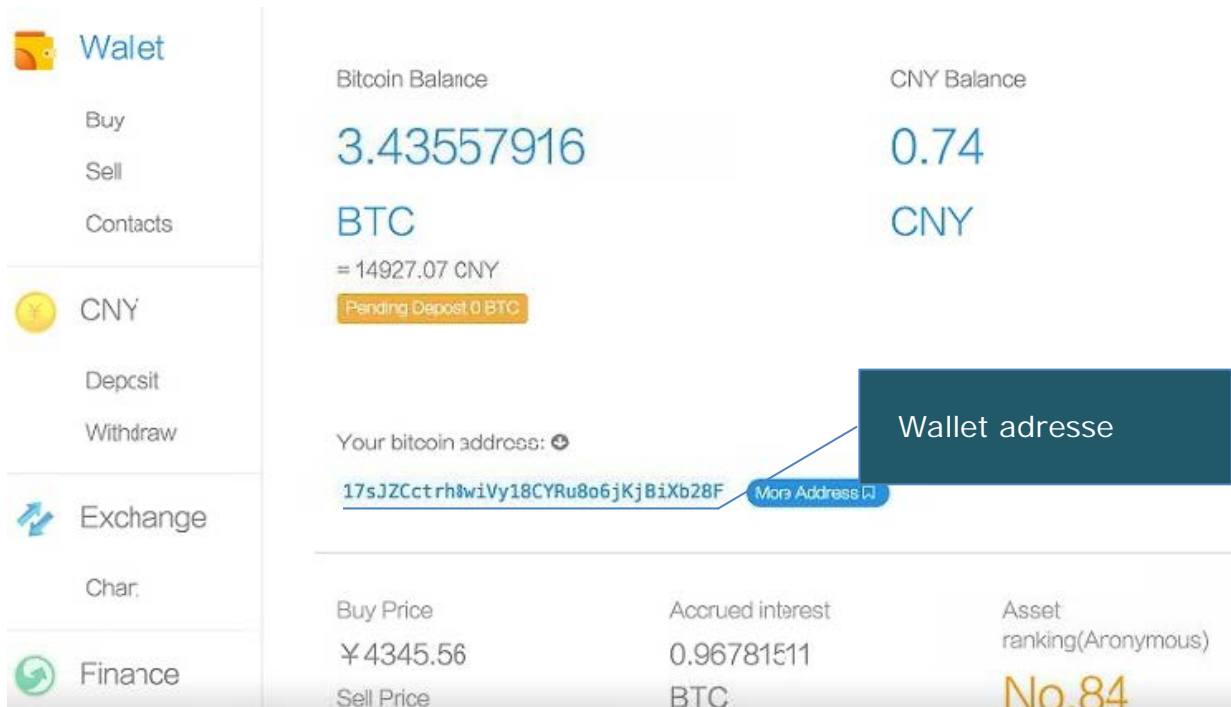 Walet
Buy
Sell
Contacts
CNY
Deposit
Withdraw
Exchange
Finance
Bitcoin Balance
3.43557916
BTC
= 14927.07 CNY
Pending Depost 0 BTC
CNY Balance
0.74
CNY
Wallet adresse
Your bitcoin address:
17sJZCctrh8wiVy18CYRu8o6jKjBiXb28F
More Address
Buy Price
¥4345.56
Sell Price
Accrued interest
0.96781511
BTC
Asset
ranking(Aronymous)
No.84